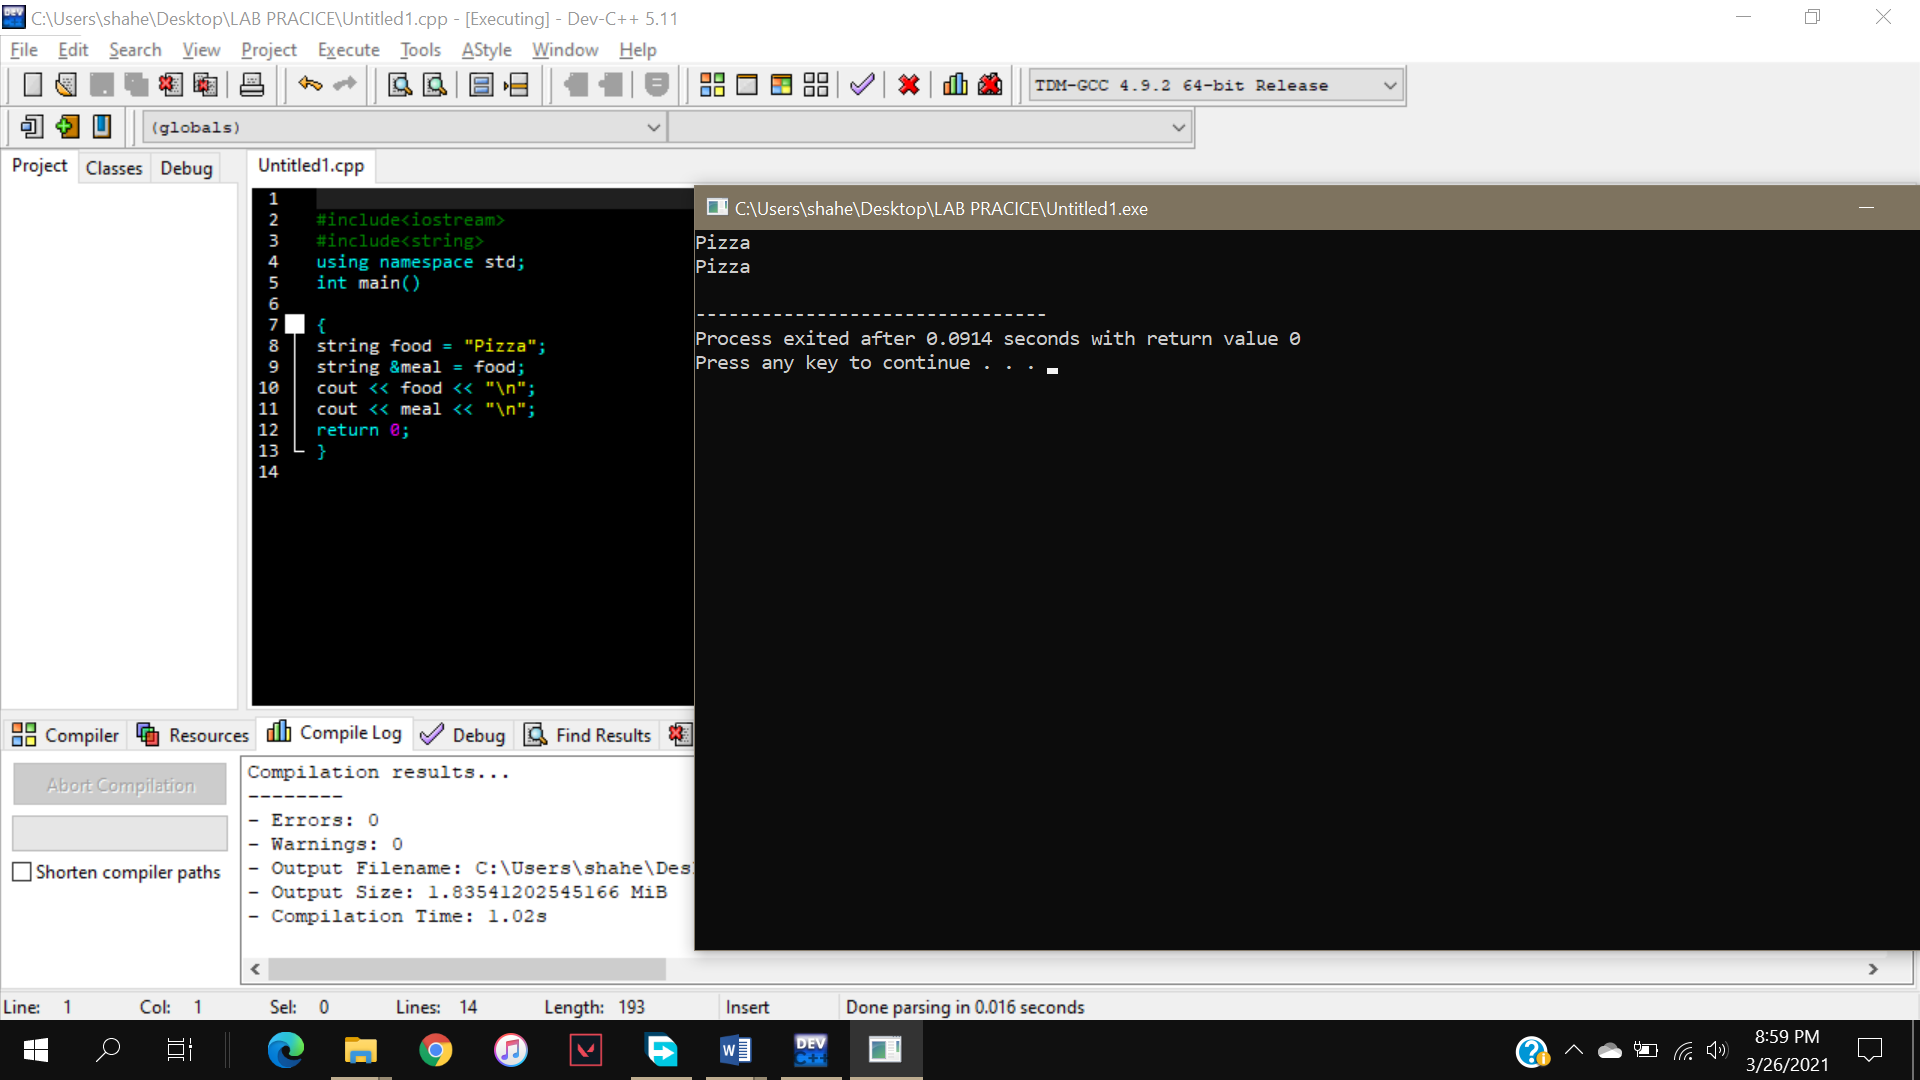 C:\Users\shahe\Desktop\LAB PRACICE\Untitled1.cpp - [Executing] - Dev-C++ 5.11
File Edit Search View Project Execute Tools AStyle Window Help
TDM-GCC 4.9.2 64-bit Release
(globals)
Project Classes Debug
Untitled1.cpp
1
2 #include<iostream>
3 #include<string>
4 using namespace std;
5 int main()
6
7 {
8 string food = "Pizza";
9 string &meal = food;
10 cout << food << "\n";
11 cout << meal << "\n";
12 return 0;
13 }
14
C:\Users\shahe\Desktop\LAB PRACICE\Untitled1.exe
Pizza
Pizza
--------------------------------
Process exited after 0.0914 seconds with return value 0
Press any key to continue . . .
Compiler Resources Compile Log Debug Find Results
Abort Compilation
Shorten compiler paths
Compilation results...
--------
- Errors: 0
- Warnings: 0
- Output Filename: C:\Users\shahe\Des
- Output Size: 1.83541202545166 MiB
- Compilation Time: 1.02s
Line: 1 Col: 1 Sel: 0 Lines: 14 Length: 193 Insert Done parsing in 0.016 seconds
DEV C++
8:59 PM
3/26/2021